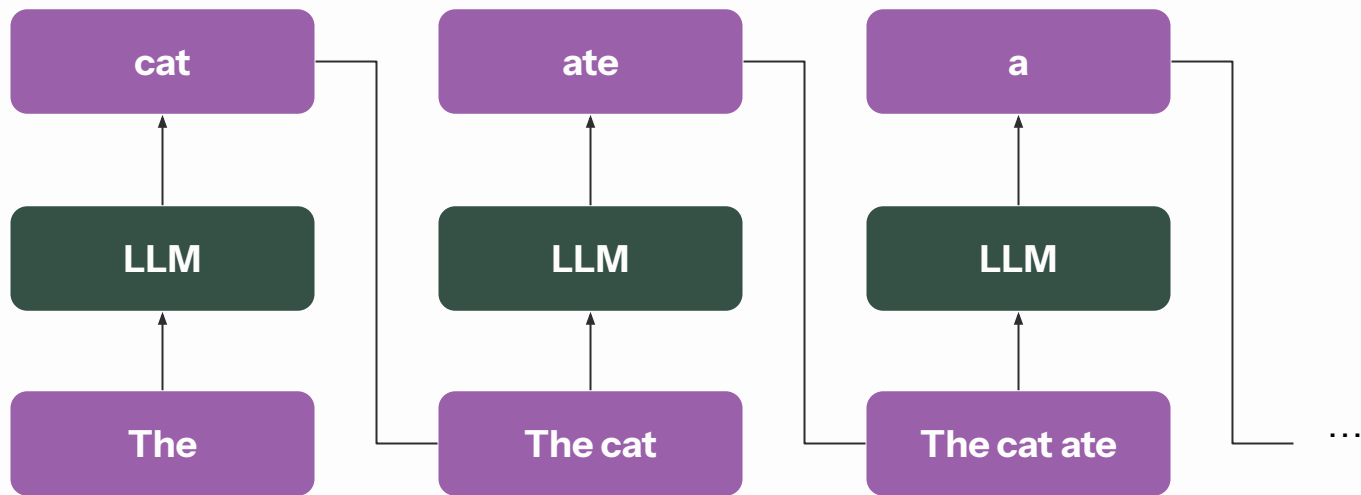 cat
ate
a
LLM
LLM
LLM
The
The cat
The cat ate
...